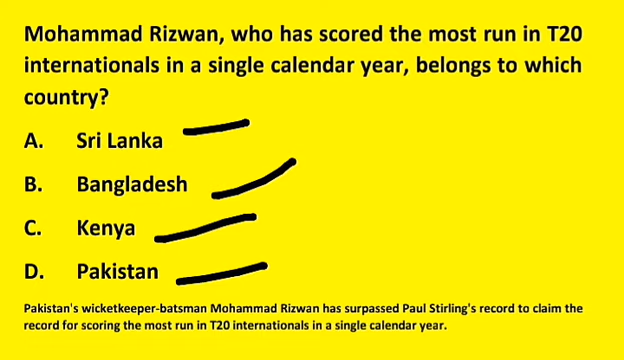 Mohammad Rizwan, who has scored the most run in T20
internationals in a single calendar year, belongs to which
country?
A. Sri Lanka
B. Bangladesh
C. Kenya
D. Pakistan
Pakistan's wicketkeeper-batsman Mohammad Rizwan has surpassed Paul Stirling's record to claim the
record for scoring the most run in T20 internationals in a single calendar year.